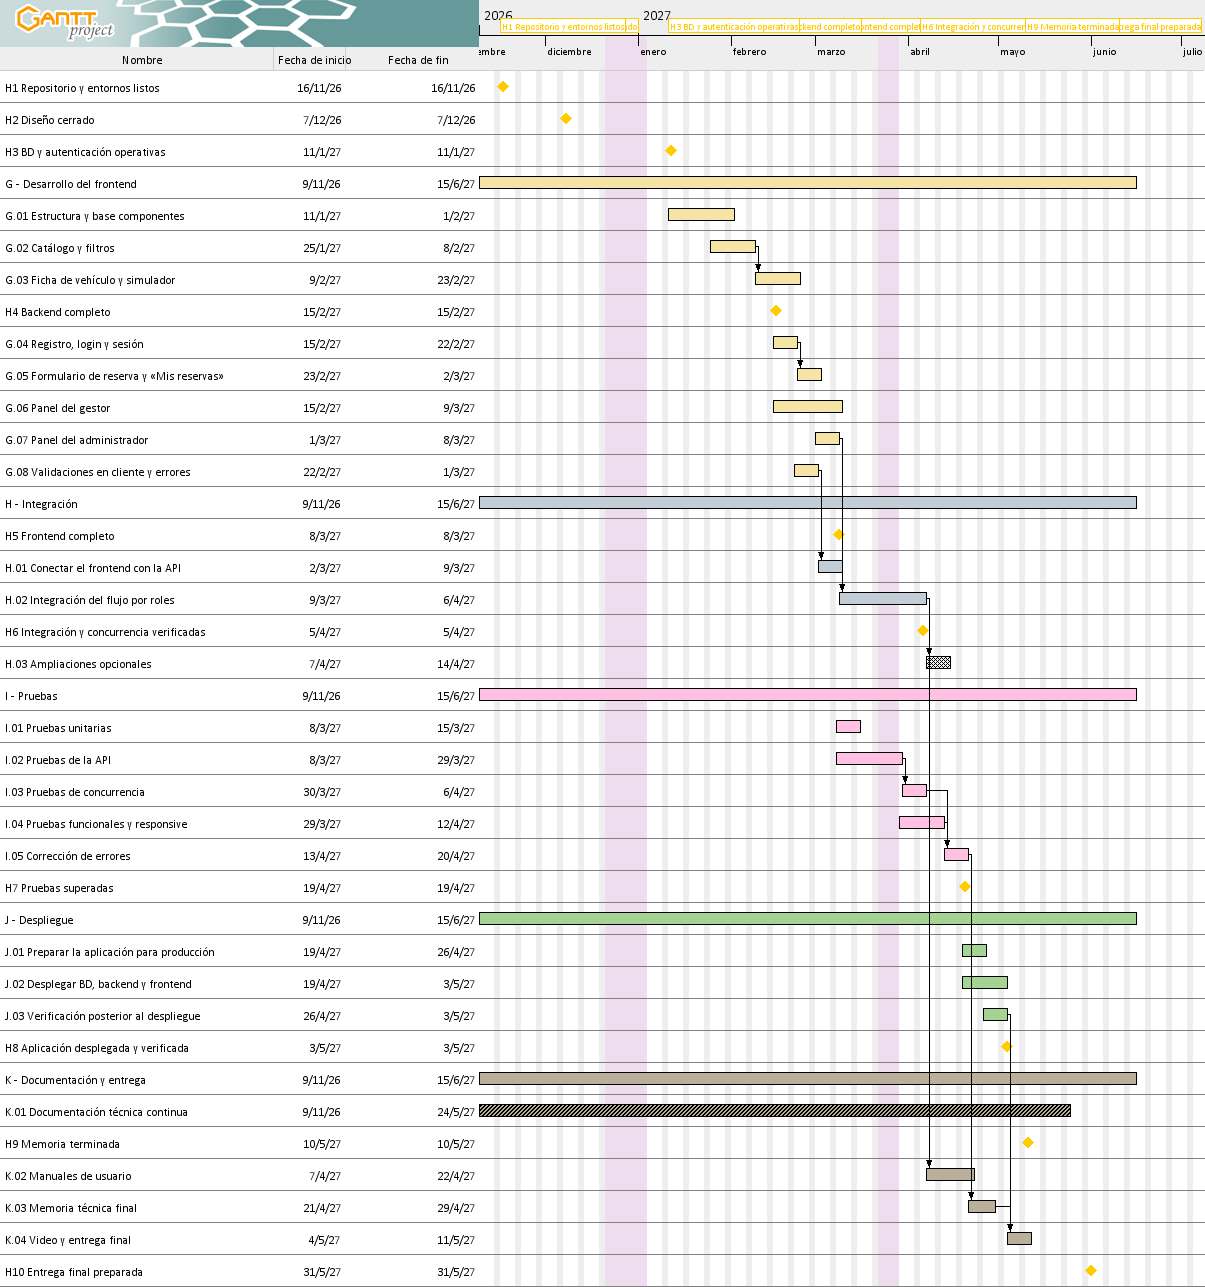 GANTT
project
2026
2027
H1 Repositorio y entornos listos
H3 BD y autenticación operativas
kend completo
ntend complet
H6 Integración y concurren
H9 Memoria terminada
rega final preparada
embre diciembre enero febrero marzo abril mayo junio julio
Nombre Fecha de inicio Fecha de fin
H1 Repositorio y entornos listos 16/11/26 16/11/26
H2 Diseño cerrado 7/12/26 7/12/26
H3 BD y autenticación operativas 11/1/27 11/1/27
G - Desarrollo del frontend 9/11/26 15/6/27
G.01 Estructura y base componentes 11/1/27 1/2/27
G.02 Catálogo y filtros 25/1/27 8/2/27
G.03 Ficha de vehículo y simulador 9/2/27 23/2/27
H4 Backend completo 15/2/27 15/2/27
G.04 Registro, login y sesión 15/2/27 22/2/27
G.05 Formulario de reserva y «Mis reservas» 23/2/27 2/3/27
G.06 Panel del gestor 15/2/27 9/3/27
G.07 Panel del administrador 1/3/27 8/3/27
G.08 Validaciones en cliente y errores 22/2/27 1/3/27
H - Integración 9/11/26 15/6/27
H5 Frontend completo 8/3/27 8/3/27
H.01 Conectar el frontend con la API 2/3/27 9/3/27
H.02 Integración del flujo por roles 9/3/27 6/4/27
H6 Integración y concurrencia verificadas 5/4/27 5/4/27
H.03 Ampliaciones opcionales 7/4/27 14/4/27
I - Pruebas 9/11/26 15/6/27
I.01 Pruebas unitarias 8/3/27 15/3/27
I.02 Pruebas de la API 8/3/27 29/3/27
I.03 Pruebas de concurrencia 30/3/27 6/4/27
I.04 Pruebas funcionales y responsive 29/3/27 12/4/27
I.05 Corrección de errores 13/4/27 20/4/27
H7 Pruebas superadas 19/4/27 19/4/27
J - Despliegue 9/11/26 15/6/27
J.01 Preparar la aplicación para producción 19/4/27 26/4/27
J.02 Desplegar BD, backend y frontend 19/4/27 3/5/27
J.03 Verificación posterior al despliegue 26/4/27 3/5/27
H8 Aplicación desplegada y verificada 3/5/27 3/5/27
K - Documentación y entrega 9/11/26 15/6/27
K.01 Documentación técnica continua 9/11/26 24/5/27
H9 Memoria terminada 10/5/27 10/5/27
K.02 Manuales de usuario 7/4/27 22/4/27
K.03 Memoria técnica final 21/4/27 29/4/27
K.04 Video y entrega final 4/5/27 11/5/27
H10 Entrega final preparada 31/5/27 31/5/27